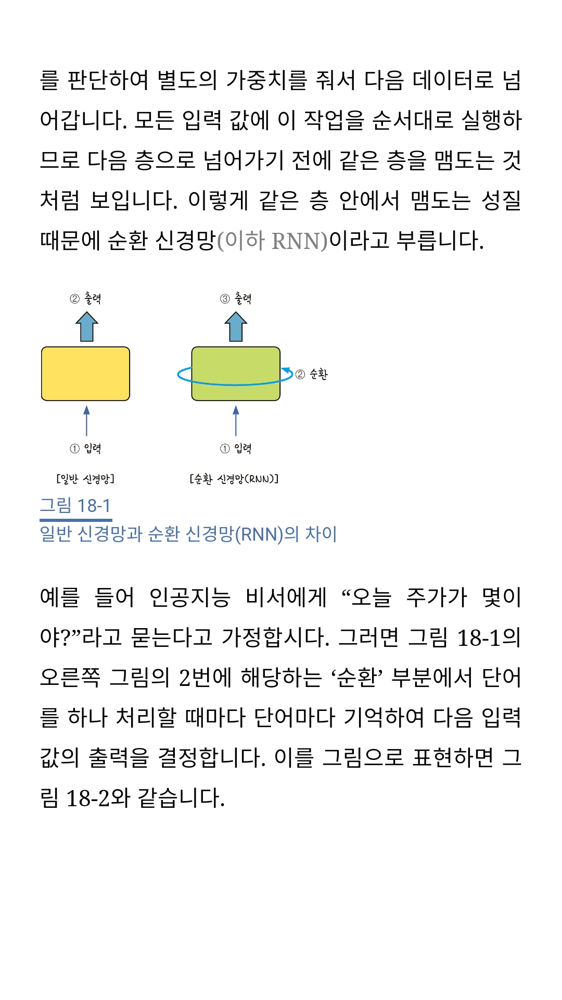 를 판단하여 별도의 가중치를 줘서 다음 데이터로 넘
어갑니다. 모든 입력 값에 이 작업을 순서대로 실행하
므로 다음 층으로 넘어가기 전에 같은 층을 맴도는 것
처럼 보입니다. 이렇게 같은 층 안에서 맴도는 성질
때문에 순환 신경망(이하 RNN)이라고 부릅니다.
② 출력
③ 출력
② 순환
① 입력
① 입력
[일반 신경망]
[순환 신경망(RNN)]
그림 18-1
일반 신경망과 순환 신경망(RNN)의 차이
예를 들어 인공지능 비서에게 “오늘 주가가 몇이
야?”라고 묻는다고 가정합시다. 그러면 그림 18-1의
오른쪽 그림의 2번에 해당하는 ‘순환’ 부분에서 단어
를 하나 처리할 때마다 단어마다 기억하여 다음 입력
값의 출력을 결정합니다. 이를 그림으로 표현하면 그
림 18-2와 같습니다.